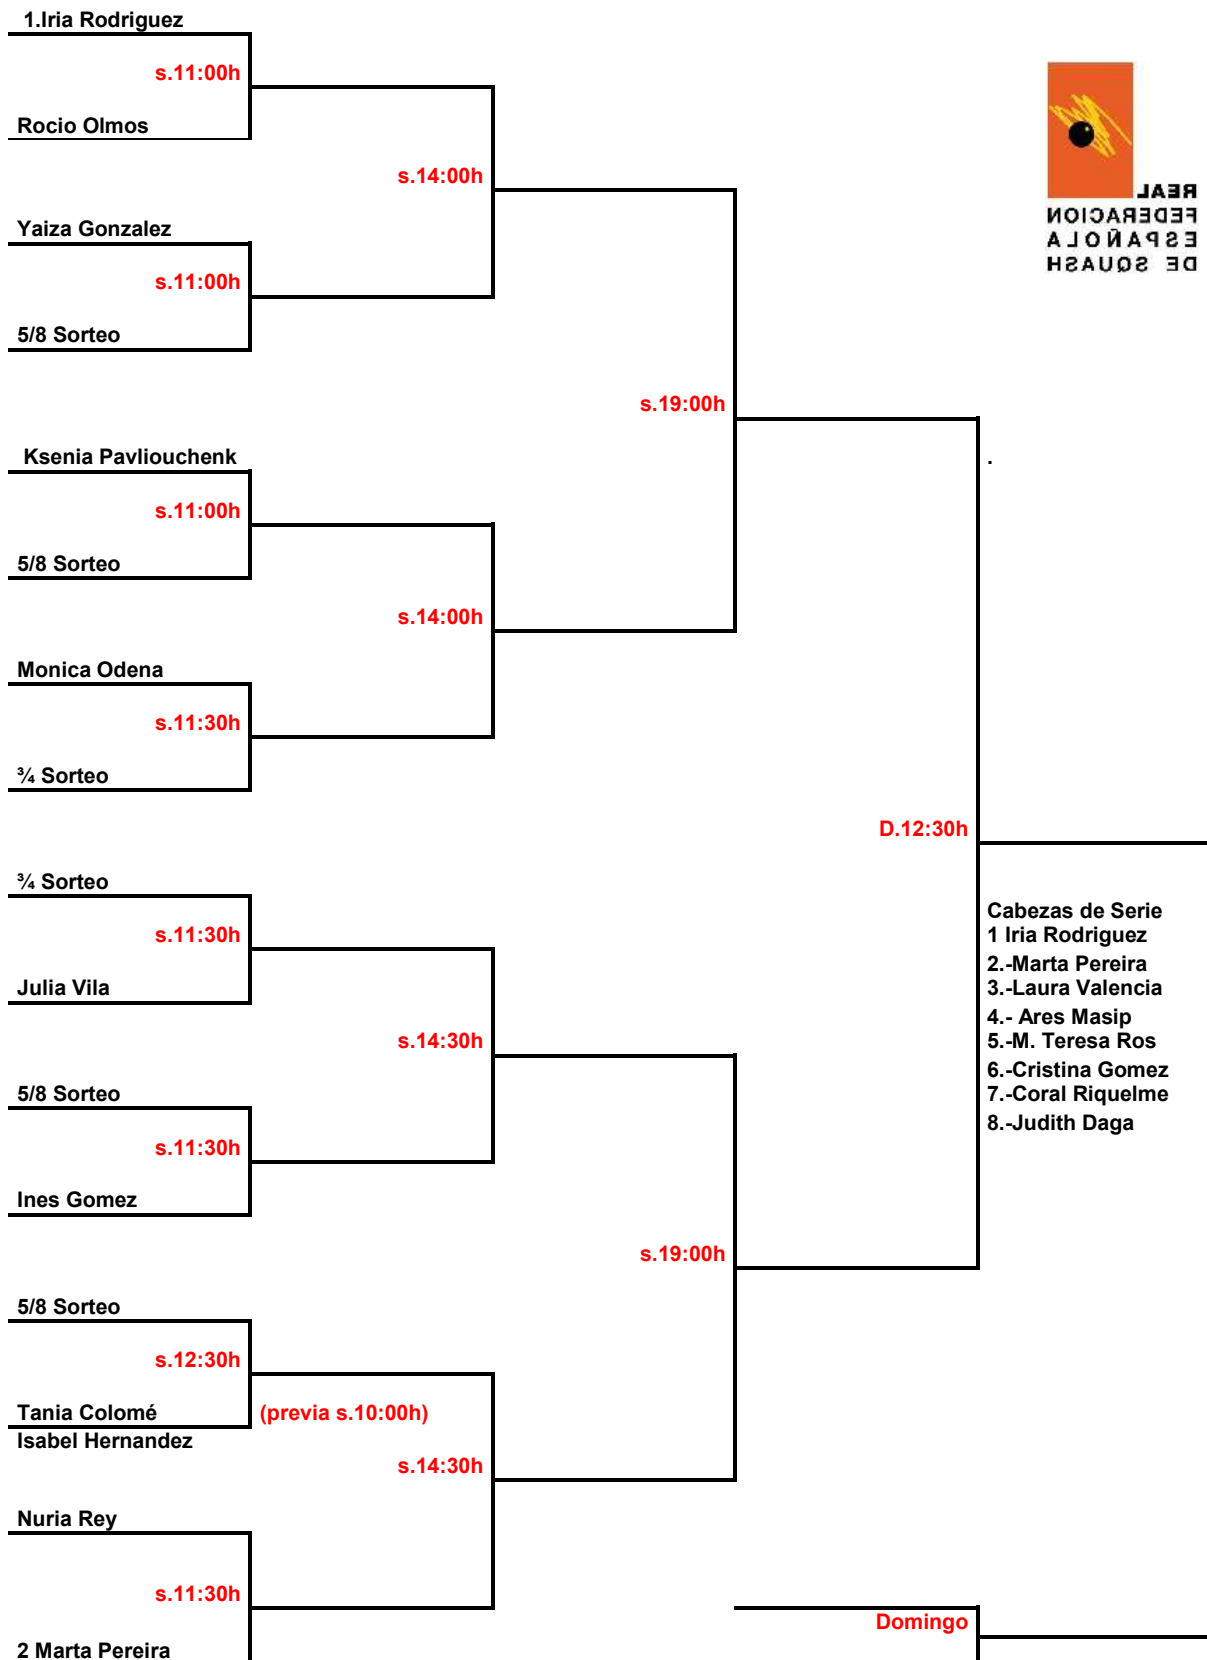 1.Iria Rodriguez
s.11:00h
Rocio Olmos
s.14:00h
Yaiza Gonzalez
s.11:00h
5/8 Sorteo
REAL
FEDERACION
ESPAÑOLA
DE SQUASH
s.19:00h
Ksenia Pavliouchenk
.
s.11:00h
5/8 Sorteo
s.14:00h
Monica Odena
s.11:30h
¾ Sorteo
D.12:30h
¾ Sorteo
s.11:30h
Julia Vila
s.14:30h
5/8 Sorteo
s.11:30h
Ines Gomez
Cabezas de Serie
1 Iria Rodriguez
2.-Marta Pereira
3.-Laura Valencia
4.- Ares Masip
5.-M. Teresa Ros
6.-Cristina Gomez
7.-Coral Riquelme
8.-Judith Daga
s.19:00h
5/8 Sorteo
s.12:30h
Tania Colomé (previa s.10:00h)
Isabel Hernandez
s.14:30h
Nuria Rey
s.11:30h
2 Marta Pereira
Domingo